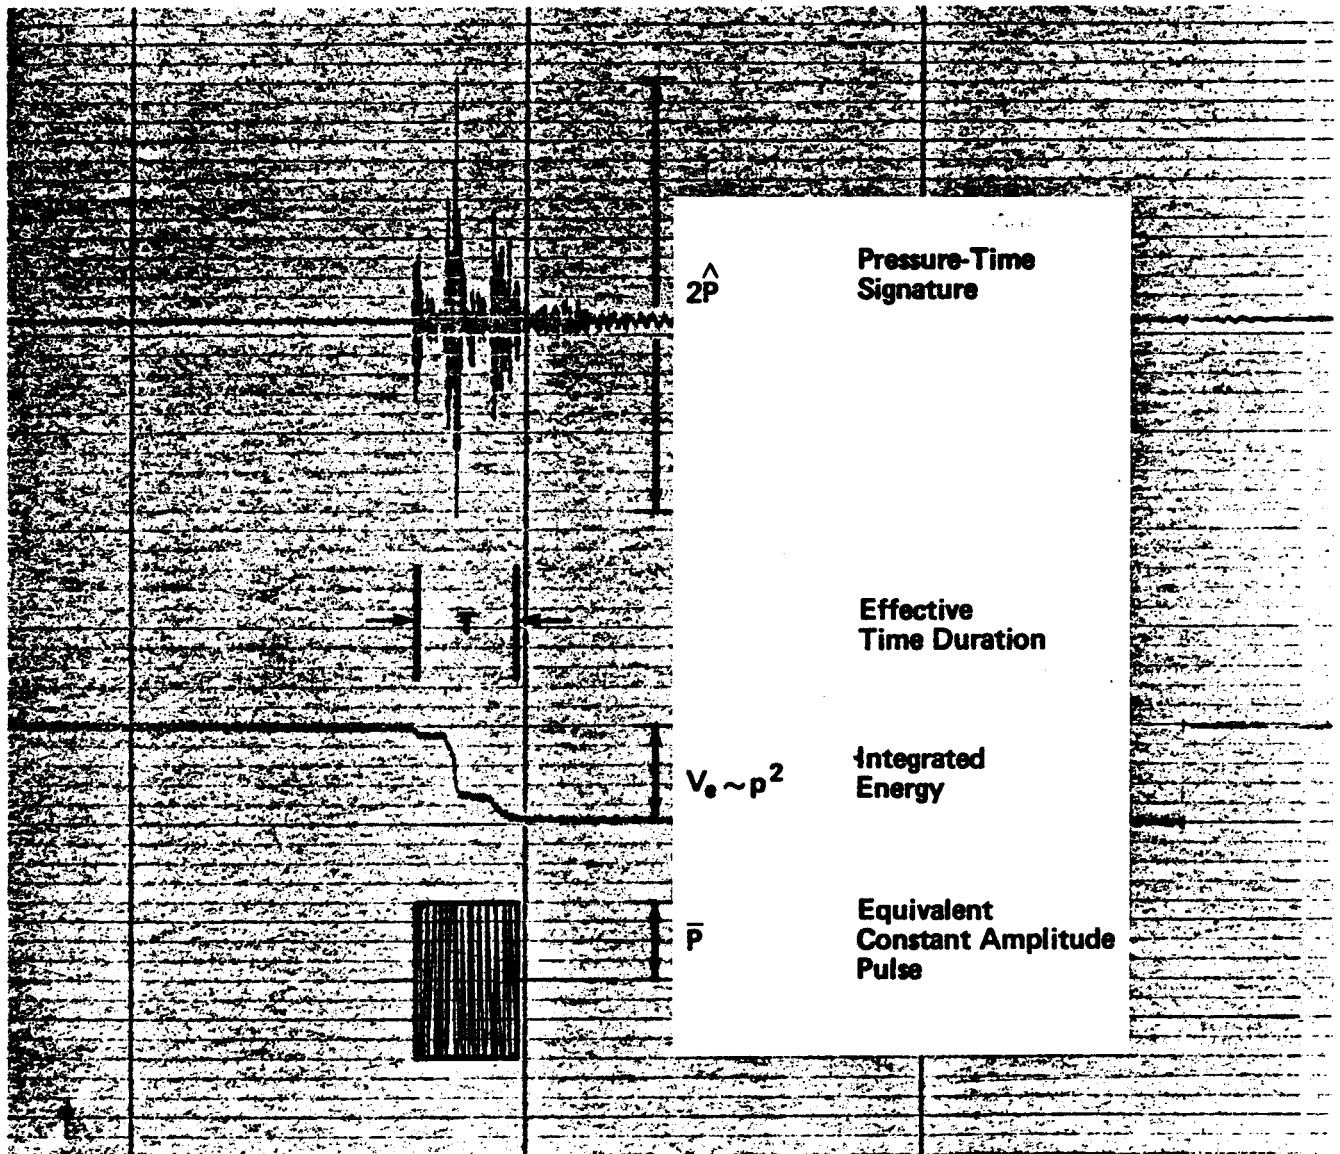 2P̂
Pressure-Time
Signature
Effective
Time Duration
Vₑ ~ p²
Integrated
Energy
P̄
Equivalent
Constant Amplitude
Pulse